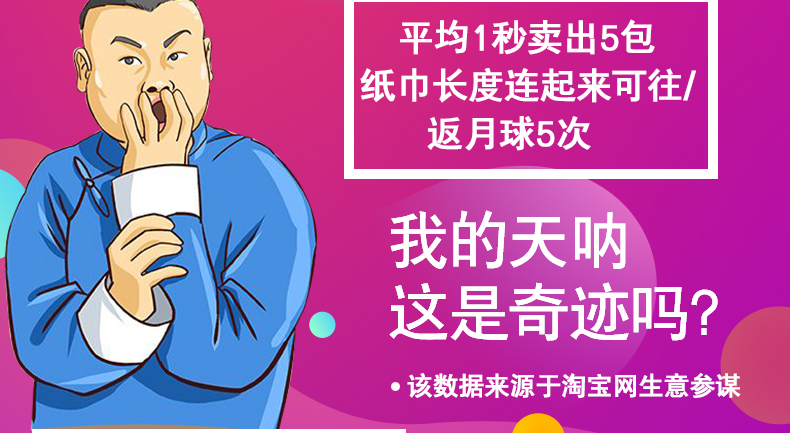 平均1秒卖出5包
纸巾长度连起来可往/
返月球5次
我的天呐
这是奇迹吗?
•该数据来源于淘宝网生意参谋